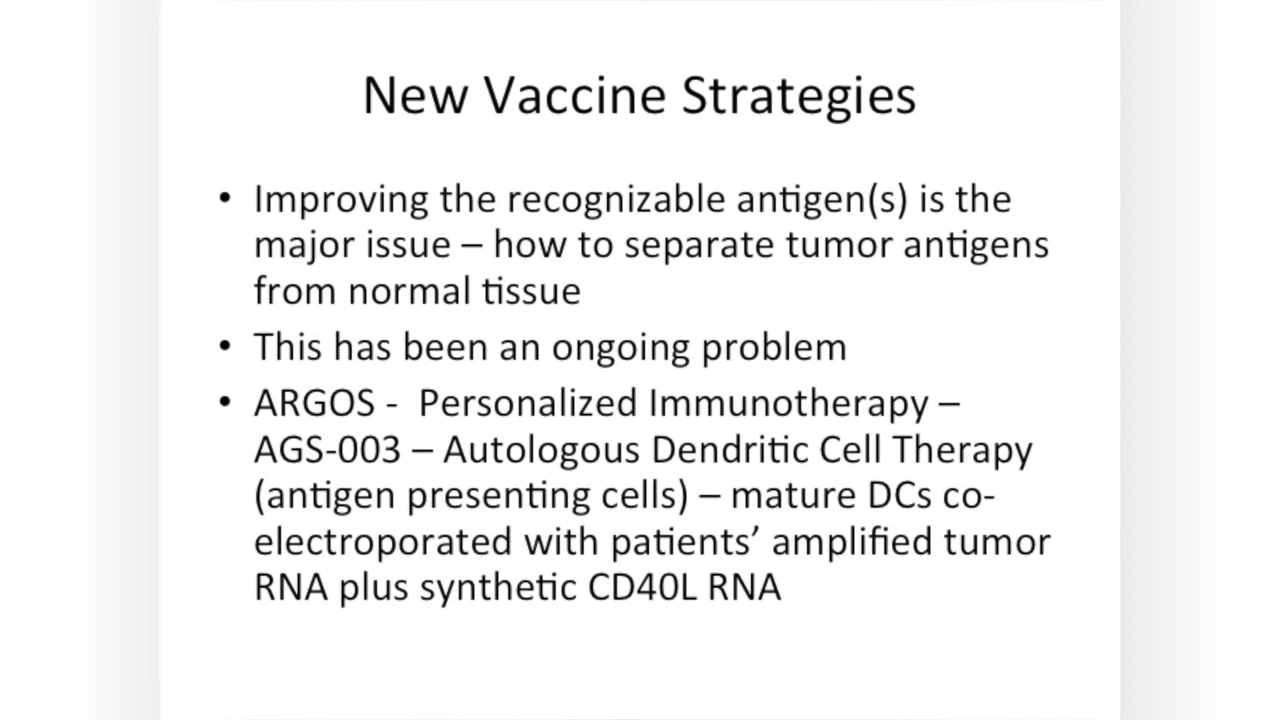 New Vaccine Strategies
• Improving the recognizable antigen(s) is the
major issue – how to separate tumor antigens
from normal tissue
• This has been an ongoing problem
• ARGOS -  Personalized Immunotherapy –
AGS-003 – Autologous Dendritic Cell Therapy
(antigen presenting cells) – mature DCs co-
electroporated with patients’ amplified tumor
RNA plus synthetic CD40L RNA